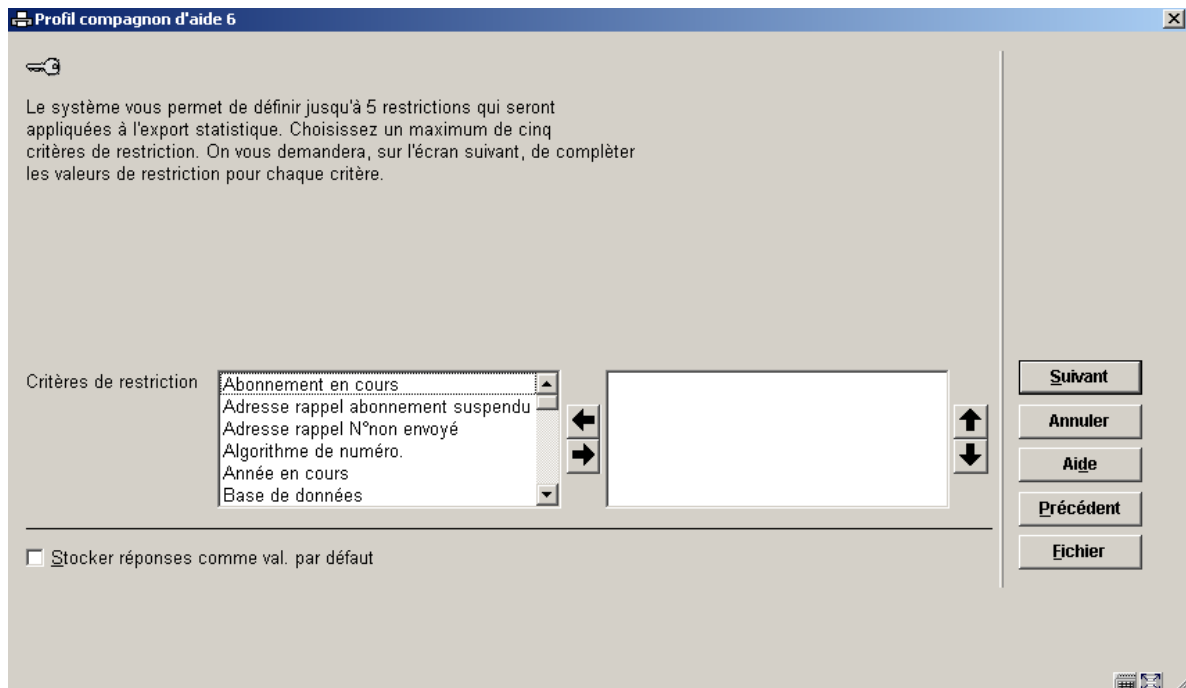 Profil compagnon d'aide 6
Le système vous permet de définir jusqu'à 5 restrictions qui seront
appliquées à l'export statistique. Choisissez un maximum de cinq
critères de restriction. On vous demandera, sur l'écran suivant, de complèter
les valeurs de restriction pour chaque critère.
Critères de restriction
Abonnement en cours
Adresse rappel abonnement suspendu
Adresse rappel N°non envoyé
Algorithme de numéro.
Année en cours
Base de données
Suivant
Annuler
Aide
Précédent
Fichier
Stocker réponses comme val. par défaut